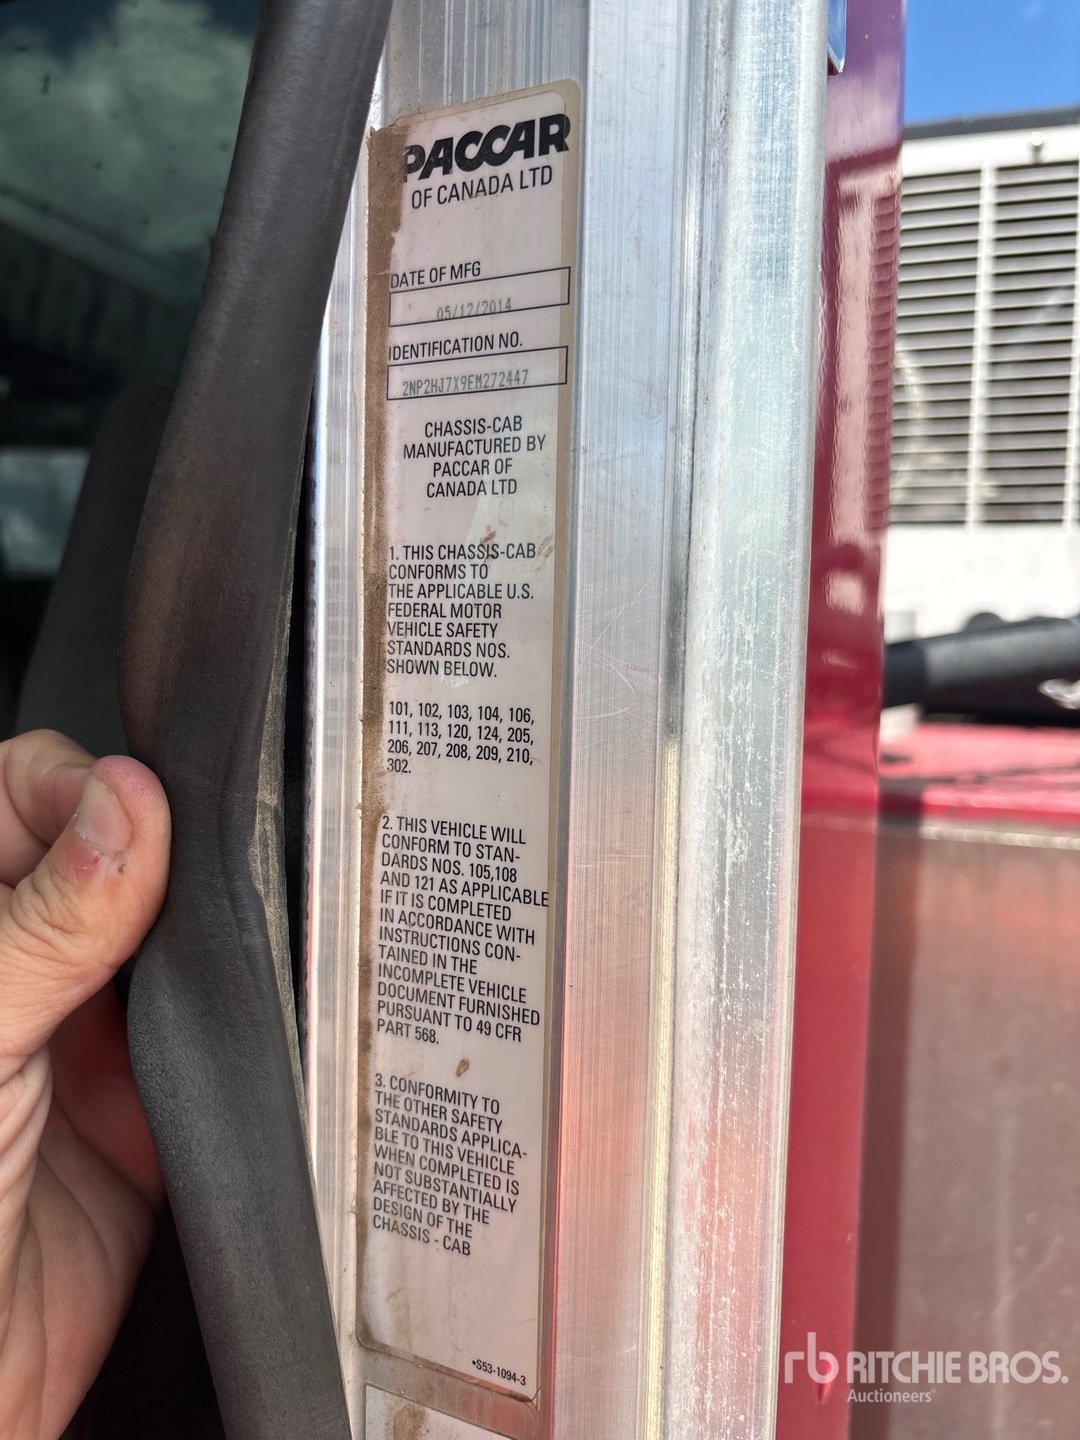 PACCAR
OF CANADA LTD
DATE OF MFG
05/12/2014
IDENTIFICATION NO.
2NP2HJ7X9EM272447
CHASSIS-CAB
MANUFACTURED BY
PACCAR OF
CANADA LTD
1. THIS CHASSIS-CAB
CONFORMS TO
THE APPLICABLE U.S.
FEDERAL MOTOR
VEHICLE SAFETY
STANDARDS NOS.
SHOWN BELOW.
101, 102, 103, 104, 106,
111, 113, 120, 124, 205,
206, 207, 208, 209, 210,
302.
2. THIS VEHICLE WILL
CONFORM TO STAN-
DARDS NOS. 105,108
AND 121 AS APPLICABLE
IF IT IS COMPLETED
IN ACCORDANCE WITH
INSTRUCTIONS CON-
TAINED IN THE
INCOMPLETE VEHICLE
DOCUMENT FURNISHED
PURSUANT TO 49 CFR
PART 568.
3. CONFORMITY TO
THE OTHER SAFETY
STANDARDS APPLICA-
BLE TO THIS VEHICLE
WHEN COMPLETED IS
NOT SUBSTANTIALLY
AFFECTED BY THE
DESIGN OF THE
CHASSIS - CAB
*S53-1094-3
rb RITCHIE BROS.
Auctioneers